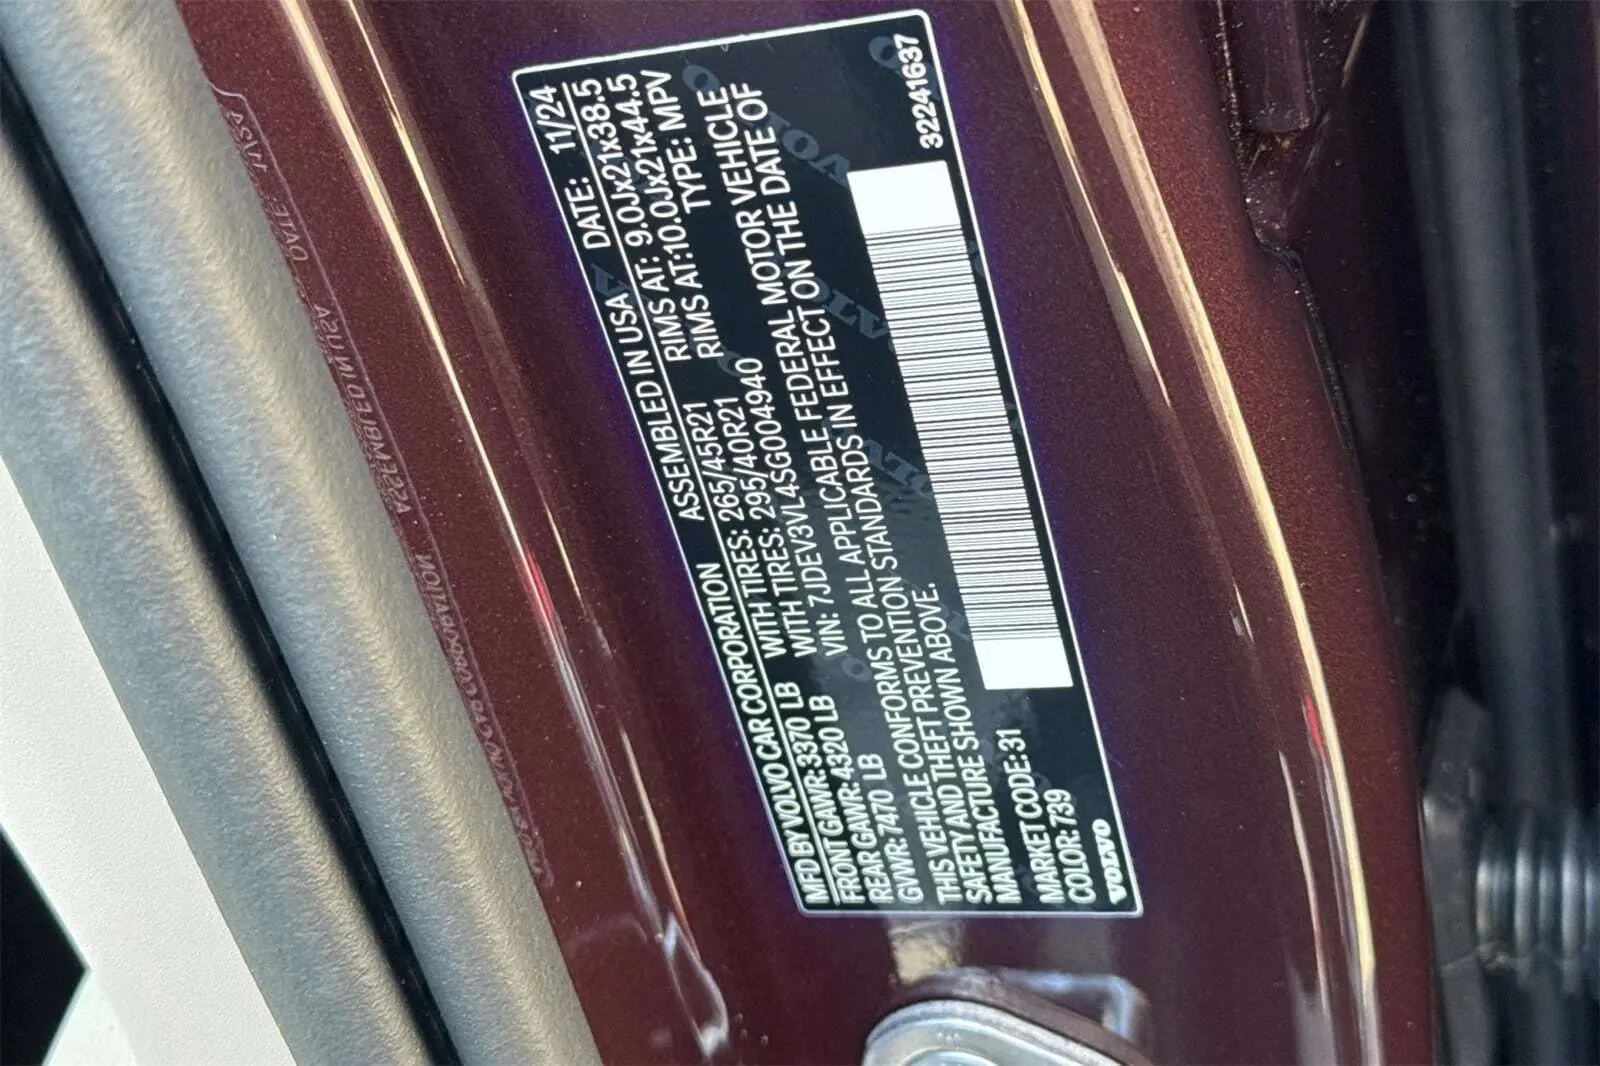 MFD BY VOLVO CAR CORPORATION ASSEMBLED IN USA DATE: 11/24
FRONT GAWR: 3370 LB WITH TIRES: 265/45R21 RIMS AT: 9.0Jx21x38.5
REAR GAWR: 4320 LB WITH TIRES: 295/40R21 RIMS AT:10.0Jx21x44.5
GVWR: 7470 LB VIN: 7JDEV3VL4SG004940 TYPE: MPV
THIS VEHICLE CONFORMS TO ALL APPLICABLE FEDERAL MOTOR VEHICLE
SAFETY AND THEFT PREVENTION STANDARDS IN EFFECT ON THE DATE OF
MANUFACTURE SHOWN ABOVE.
MARKET CODE: 31
COLOR: 739
VOLVO
32241637